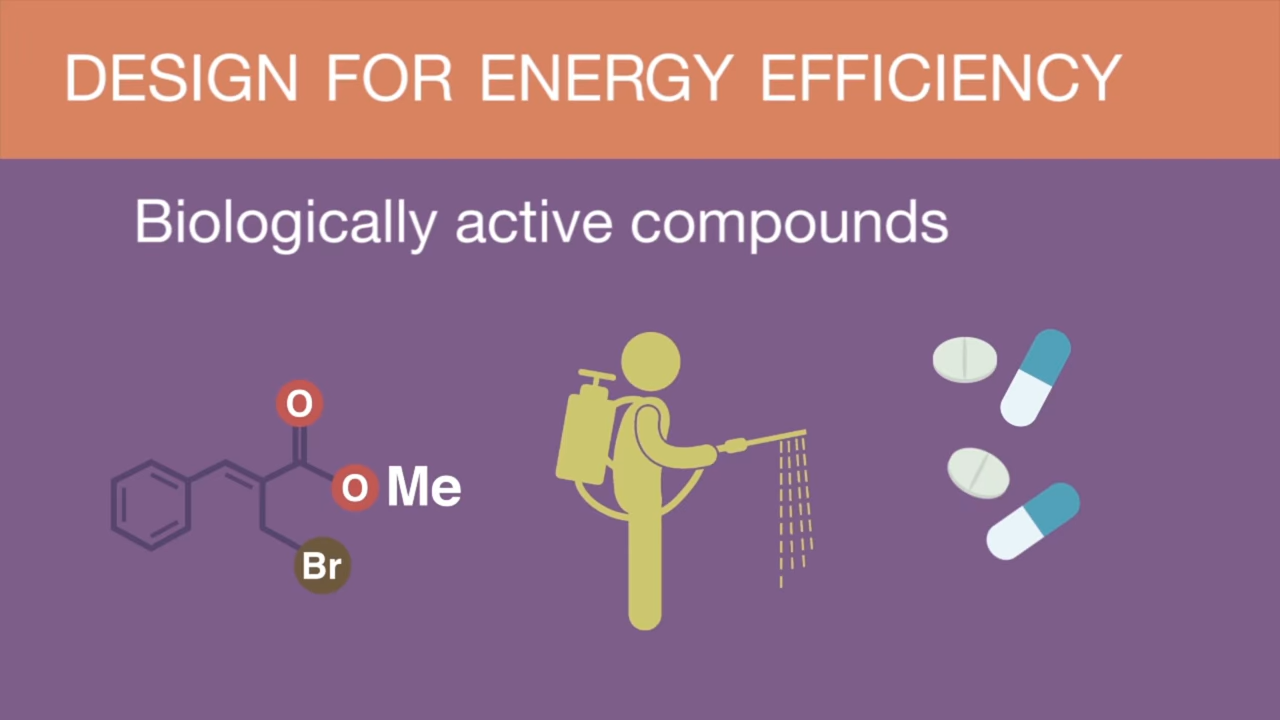 DESIGN FOR ENERGY EFFICIENCY
Biologically active compounds
O
O Me
Br